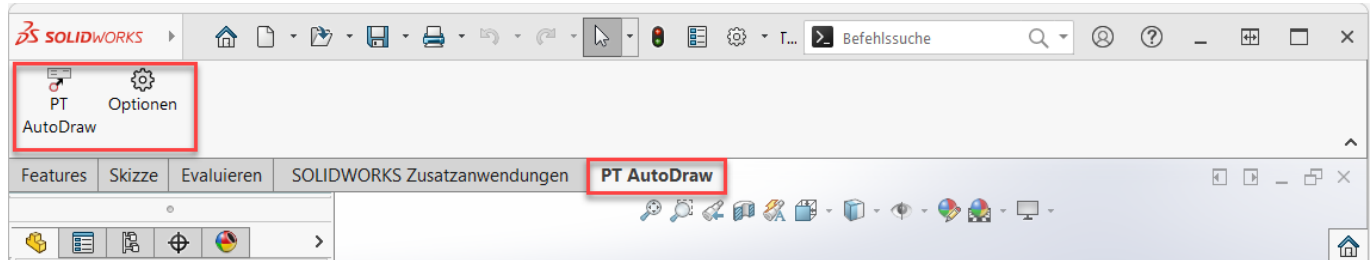 SOLIDWORKS
T...
Befehlssuche
PT
AutoDraw
Optionen
Features
Skizze
Evaluieren
SOLIDWORKS Zusatzanwendungen
PT AutoDraw